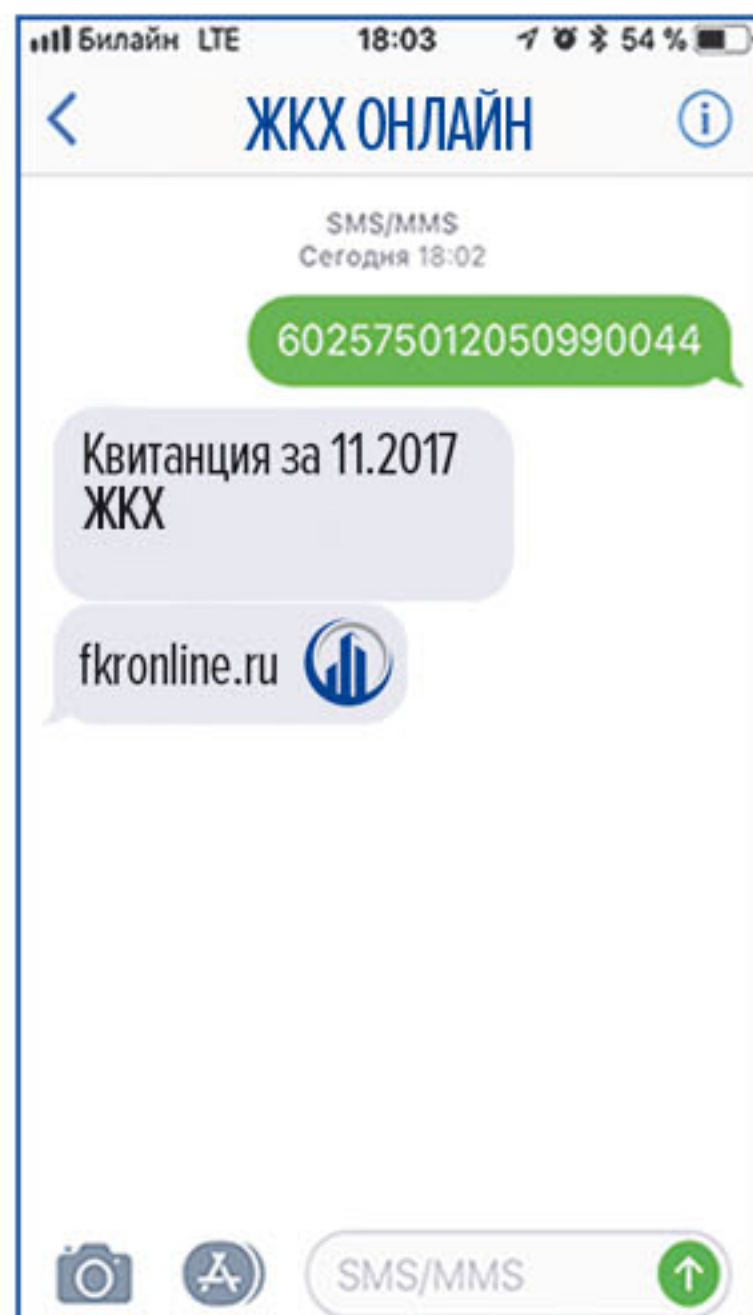 Билайн LTE 18:03 54 %
ЖКХ ОНЛАЙН
SMS/MMS
Сегодня 18:02
602575012050990044
Квитанция за 11.2017
ЖКХ
fkronline.ru
SMS/MMS